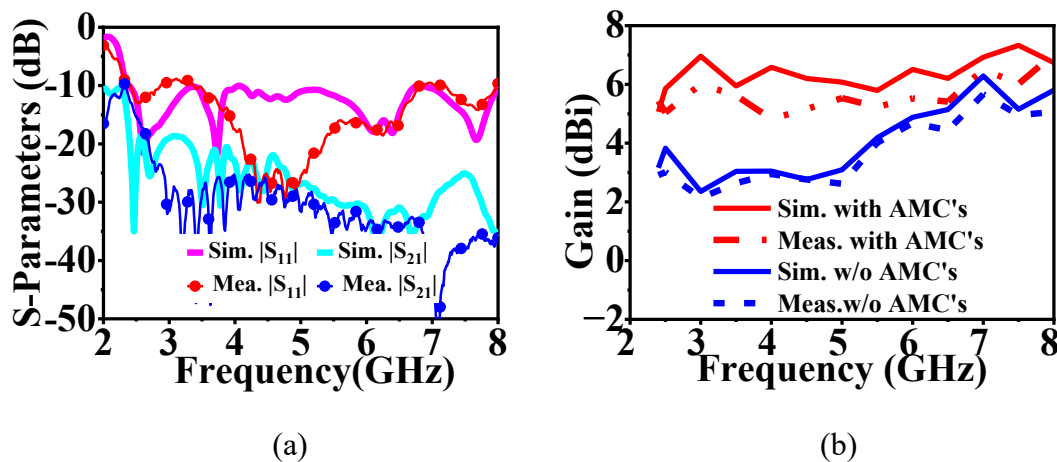 S-Parameters (dB)
0
-10
-20
-30
-40
-50
Sim. |S11|
Sim. |S21|
Mea. |S11|
Mea. |S21|
2 3 4 5 6 7 8
Frequency(GHz)
(a)
Gain (dBi)
8
6
4
2
0
−2
Sim. with AMC's
Meas. with AMC's
Sim. w/o AMC's
Meas.w/o AMC's
2 3 4 5 6 7 8
Frequency (GHz)
(b)